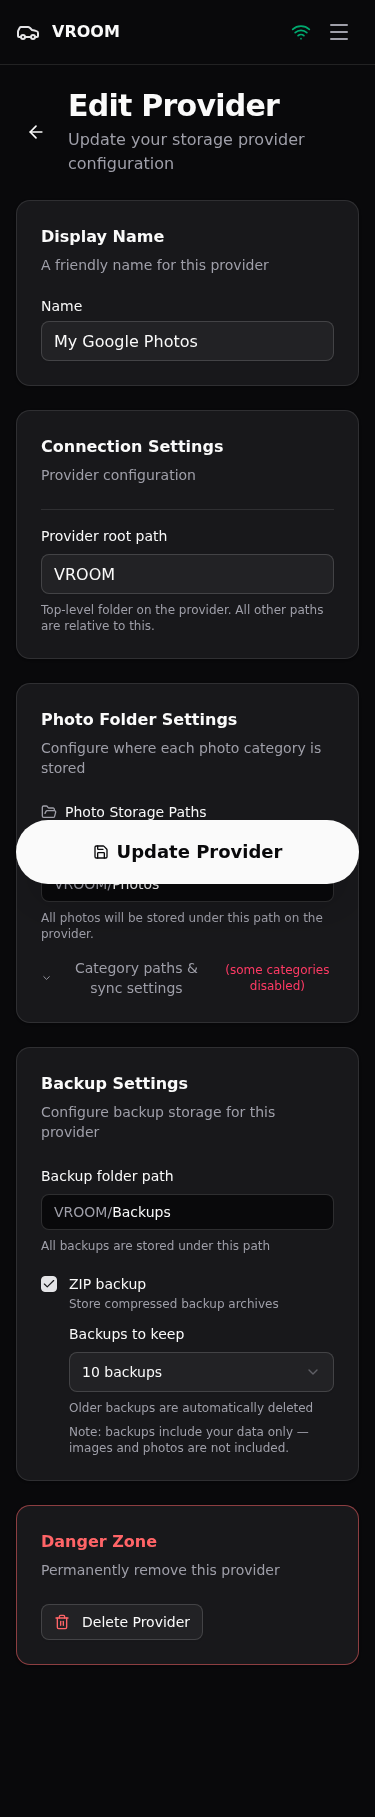 VROOM
Edit Provider
Update your storage provider
configuration
Display Name
A friendly name for this provider
Name
My Google Photos
Connection Settings
Provider configuration
Provider root path
VROOM
Top-level folder on the provider. All other paths
are relative to this.
Photo Folder Settings
Configure where each photo category is
stored
Photo Storage Paths
Update Provider
VROOM/Photos
All photos will be stored under this path on the
provider.
Category paths &
sync settings
(some categories
disabled)
Backup Settings
Configure backup storage for this
provider
Backup folder path
VROOM/Backups
All backups are stored under this path
ZIP backup
Store compressed backup archives
Backups to keep
10 backups
Older backups are automatically deleted
Note: backups include your data only —
images and photos are not included.
Danger Zone
Permanently remove this provider
Delete Provider